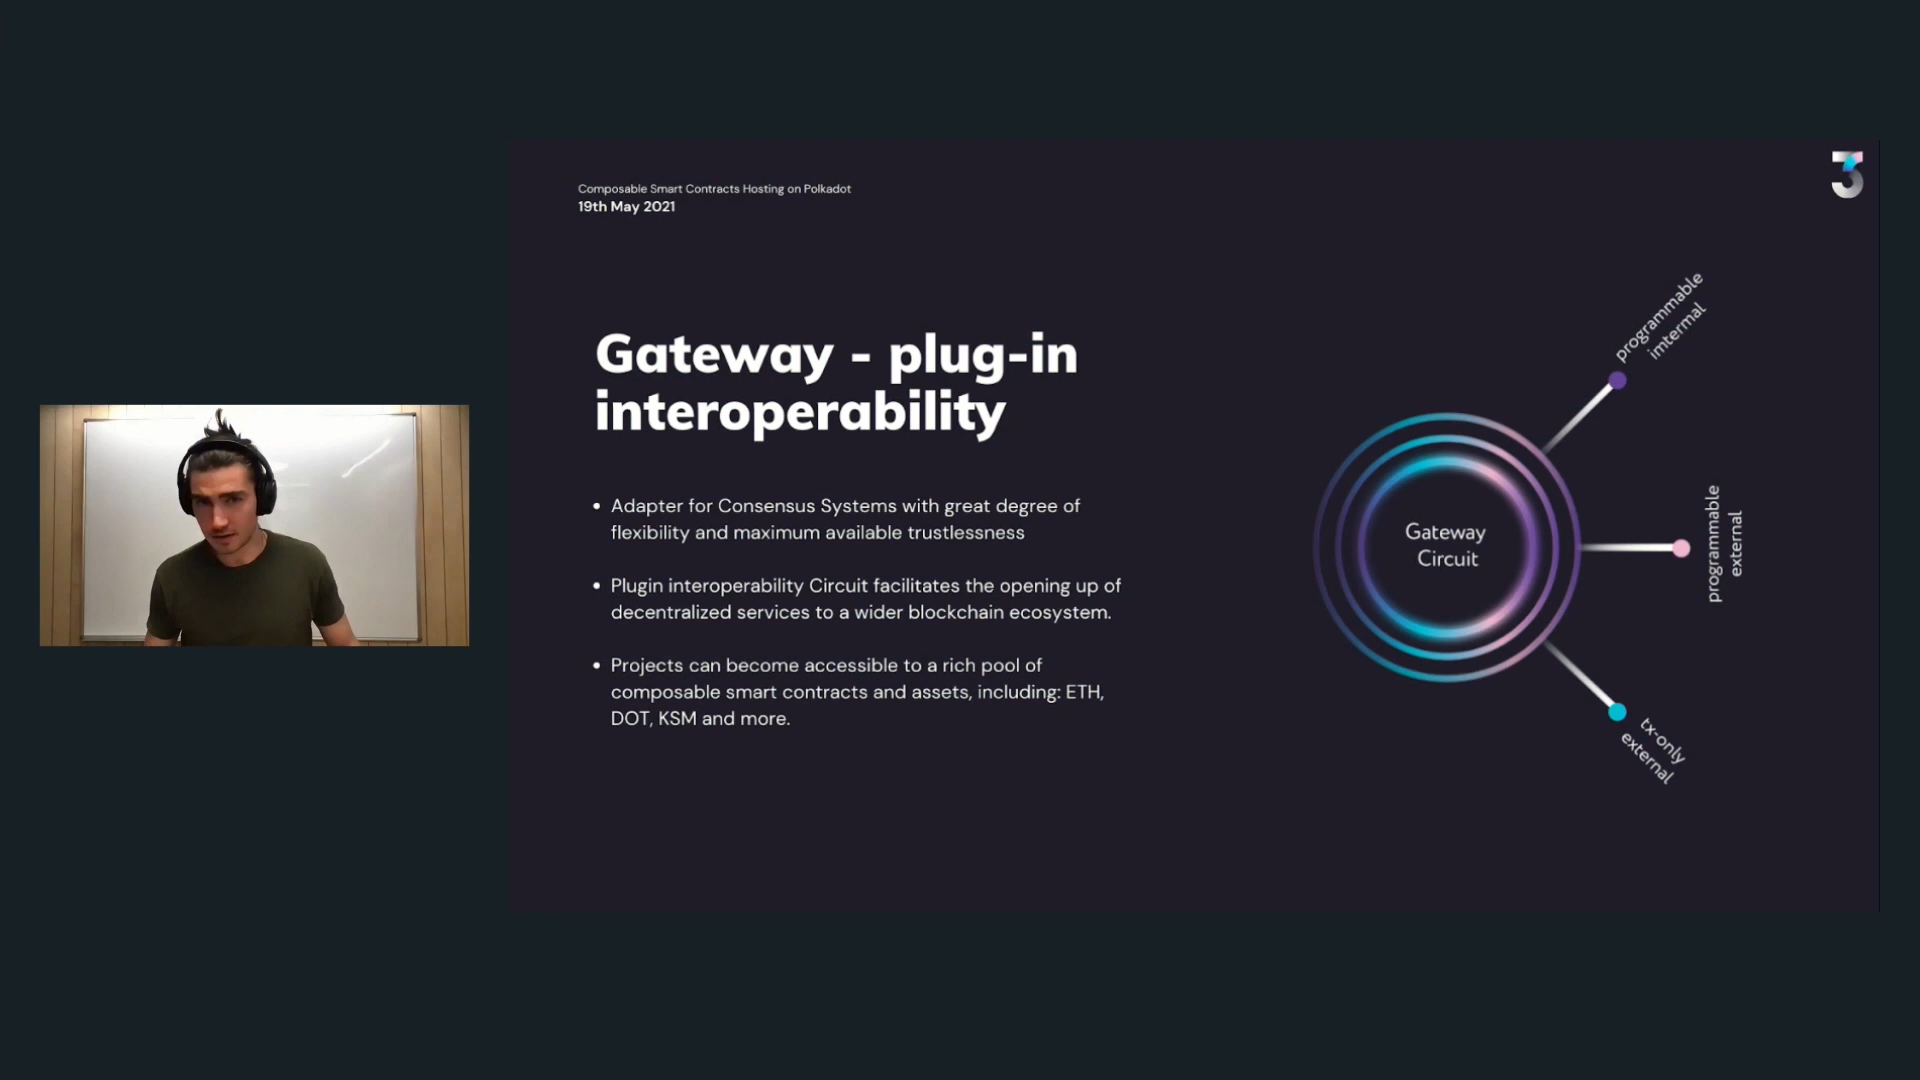 Composable Smart Contracts Hosting on Polkadot
19th May 2021
3
Gateway - plug-in
interoperability
• Adapter for Consensus Systems with great degree of
flexibility and maximum available trustlessness
• Plugin interoperability Circuit facilitates the opening up of
decentralized services to a wider blockchain ecosystem.
• Projects can become accessible to a rich pool of
composable smart contracts and assets, including: ETH,
DOT, KSM and more.
Gateway
Circuit
programmable
imternal
programmable
external
tx-only
external